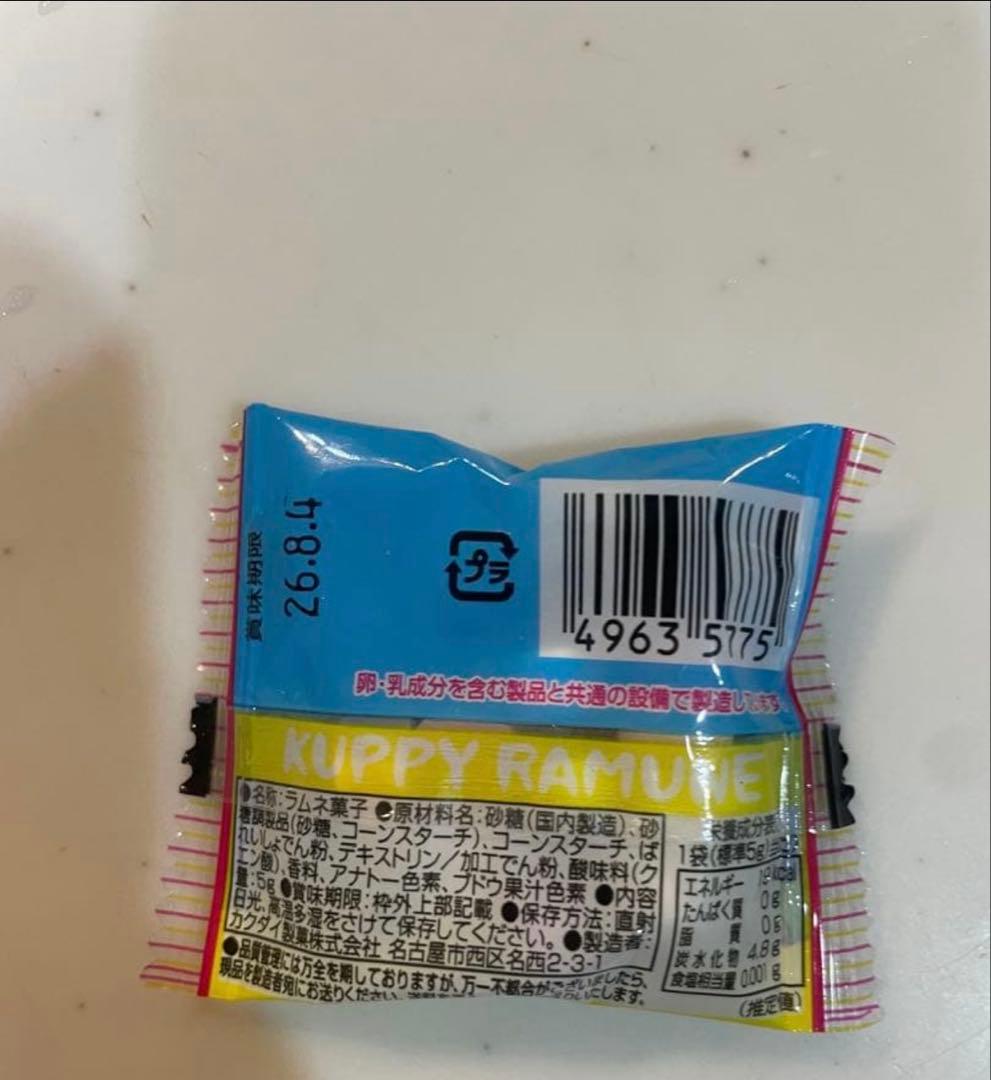 賞味期限
26.8.4
プラ
4963 5775
卵・乳成分を含む製品と共通の設備で製造しています
KUPPY RAMUNE
●名称:ラムネ菓子 ●原材料名:砂糖(国内製造)、砂
糖調製品(砂糖、コーンスターチ)、コーンスターチ、ば
れいしょでん粉、デキストリン/加工でん粉、酸味料(ク
エン酸)、香料、アナトー色素、ブドウ果汁色素 ●内容
量:5g ●賞味期限:枠外上部記載 ●保存方法:直射
日光、高温多湿をさけて保存してください。 ●製造者:
カクダイ製菓株式会社 名古屋市西区名西2-3-1
●品質管理には万全を期しておりますが、万一不都合がございましたら、
現品を製造者宛にお送りください。
栄養成分表
1袋(標準5g)
エネルギー 19kcal
たんぱく質 0g
脂質 0g
炭水化物 4.8g
食塩相当量 0.001g
(推定値)